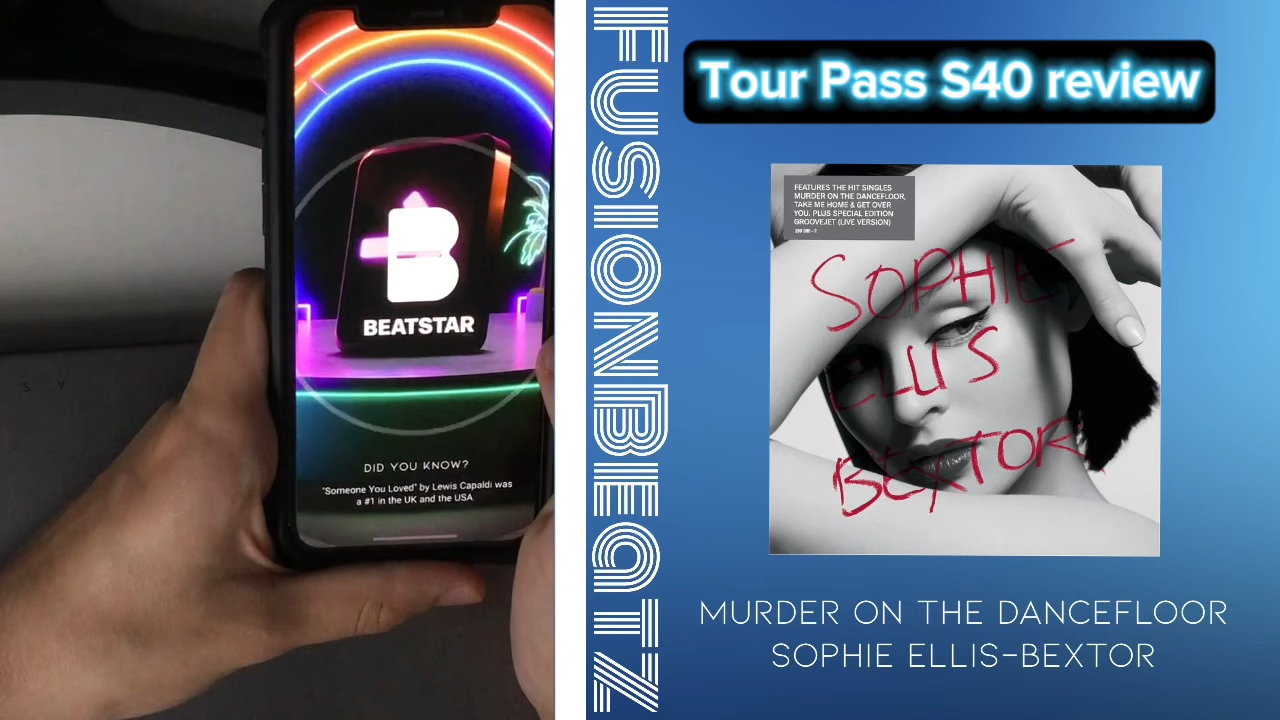 B
BEATSTAR
DID YOU KNOW?
"Someone You Loved" by Lewis Capaldi was
a #1 in the UK and the USA
FUSIONBEATZ
Tour Pass S40 review
FEATURES THE HIT SINGLES
MURDER ON THE DANCEFLOOR,
TAKE ME HOME & GET OVER
YOU. PLUS SPECIAL EDITION
GROOVEJET (LIVE VERSION)
SOPHIE
ELLIS
BEXTOR
MURDER ON THE DANCEFLOOR
SOPHIE ELLIS-BEXTOR